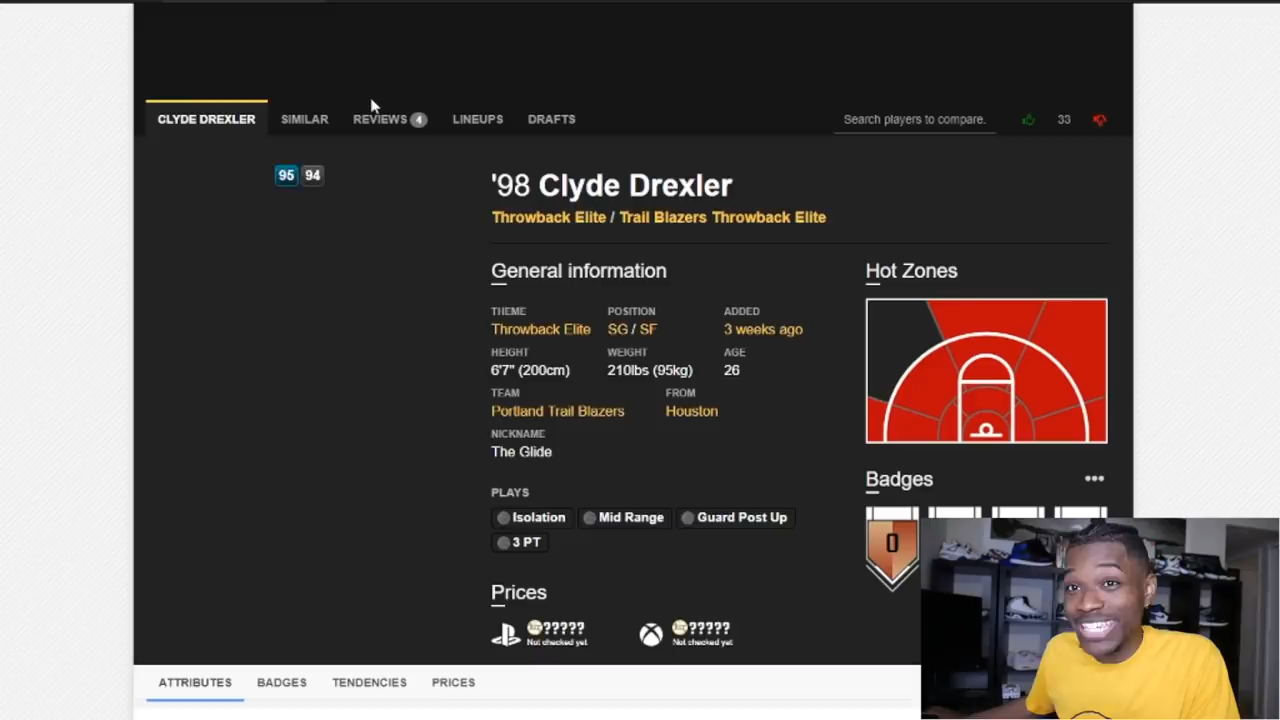 CLYDE DREXLER SIMILAR REVIEWS 4 LINEUPS DRAFTS Search players to compare. 33
95 94
'98 Clyde Drexler
Throwback Elite / Trail Blazers Throwback Elite
General information
THEME POSITION ADDED
Throwback Elite SG / SF 3 weeks ago
HEIGHT WEIGHT AGE
6'7" (200cm) 210lbs (95kg) 26
TEAM FROM
Portland Trail Blazers Houston
NICKNAME
The Glide
PLAYS
Isolation Mid Range Guard Post Up
3 PT
Prices
????? ?????
Not checked yet Not checked yet
Hot Zones
Badges •••
0
ATTRIBUTES BADGES TENDENCIES PRICES